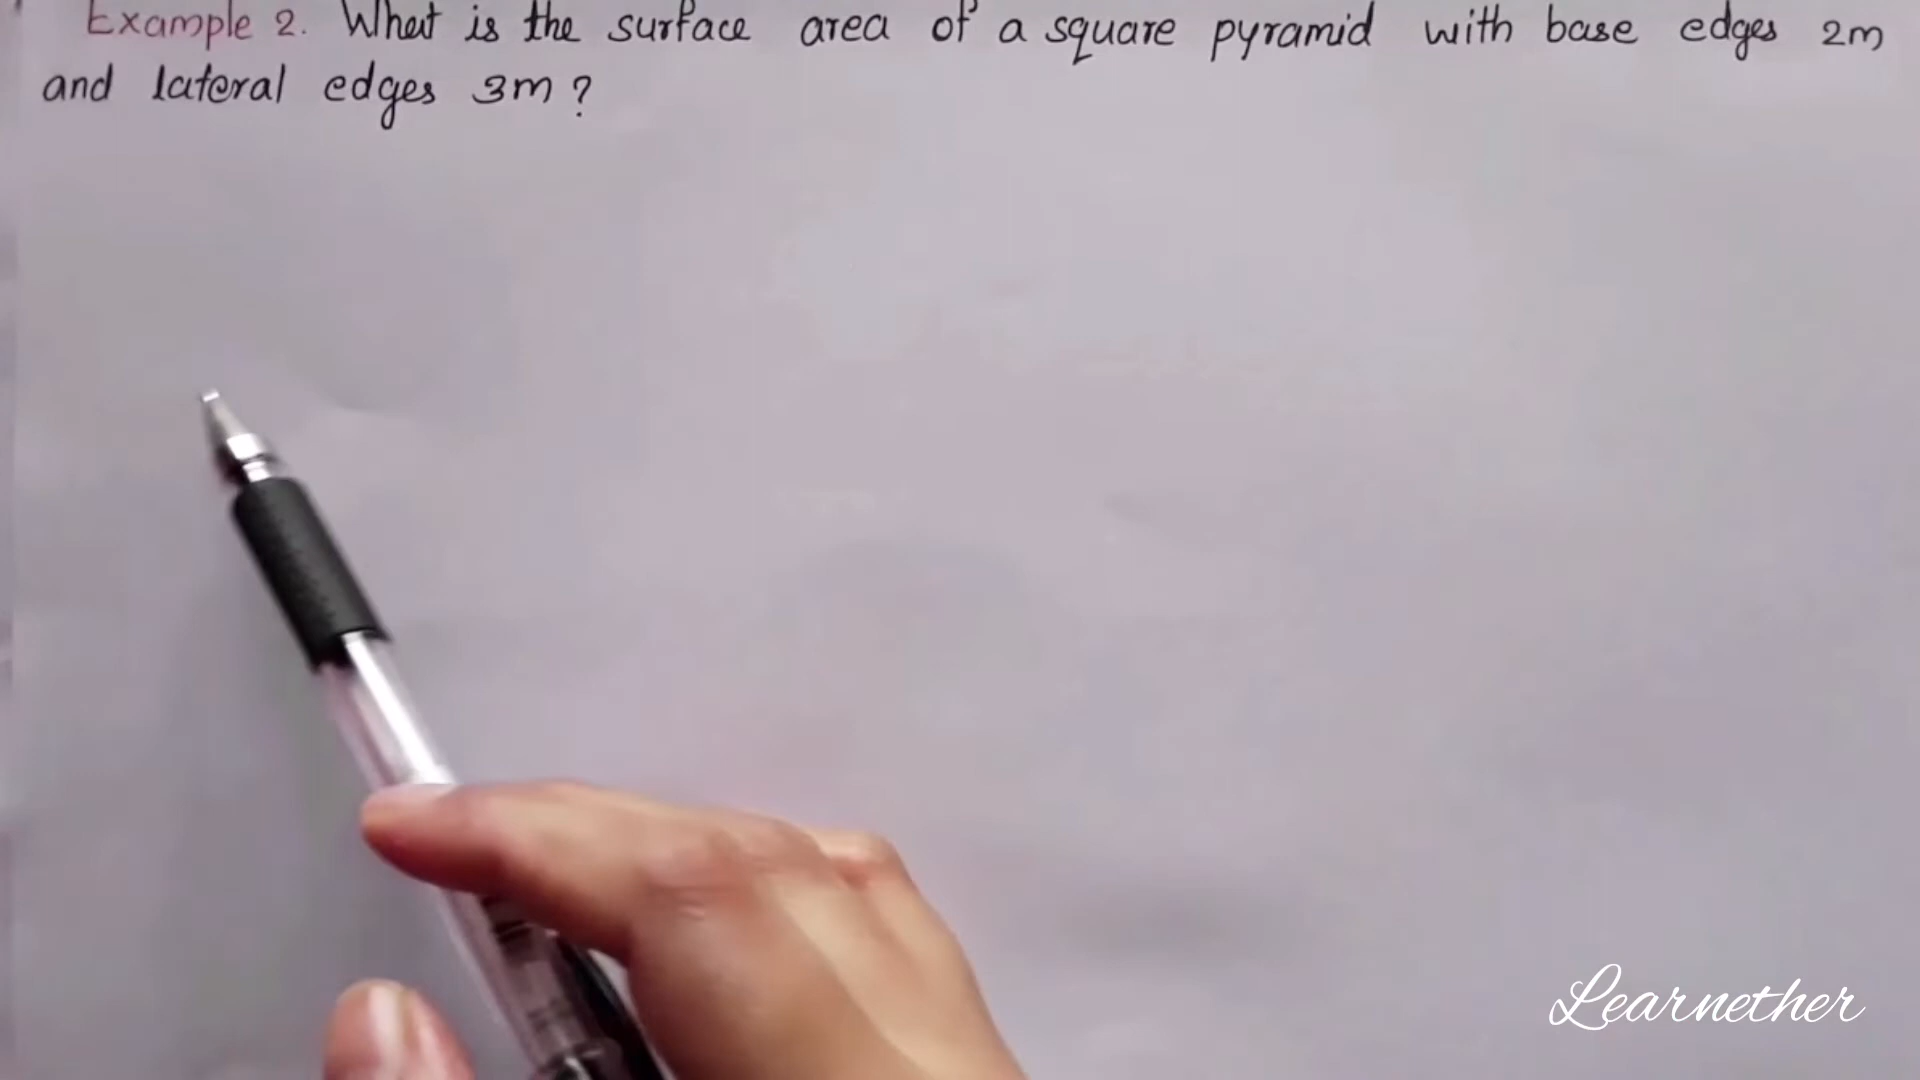 Example 2. What is the surface area of a square pyramid with base edges 2m
and lateral edges 3m?
Learnether